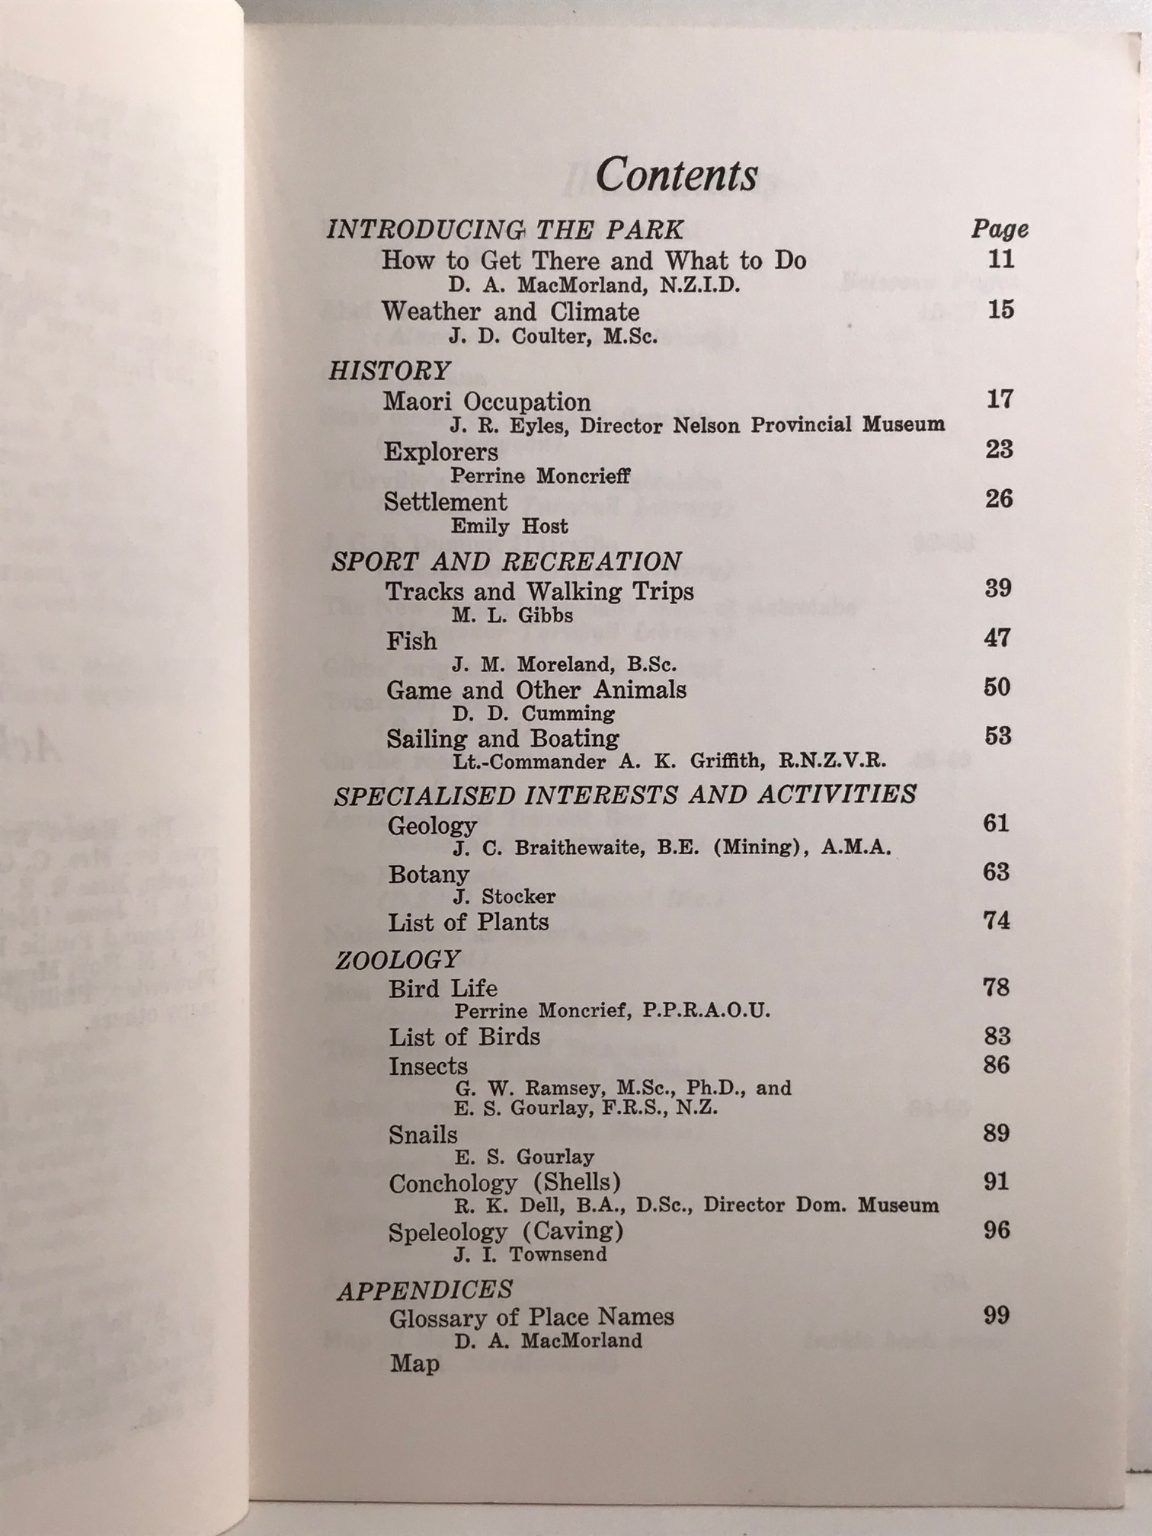 Contents
INTRODUCING THE PARK Page
How to Get There and What to Do 11
D. A. MacMorland, N.Z.I.D.
Weather and Climate 15
J. D. Coulter, M.Sc.
HISTORY
Maori Occupation 17
J. R. Eyles, Director Nelson Provincial Museum
Explorers 23
Perrine Moncrieff
Settlement 26
Emily Host
SPORT AND RECREATION
Tracks and Walking Trips 39
M. L. Gibbs
Fish 47
J. M. Moreland, B.Sc.
Game and Other Animals 50
D. D. Cumming
Sailing and Boating 53
Lt.-Commander A. K. Griffith, R.N.Z.V.R.
SPECIALISED INTERESTS AND ACTIVITIES
Geology 61
J. C. Braithewaite, B.E. (Mining), A.M.A.
Botany 63
J. Stocker
List of Plants 74
ZOOLOGY
Bird Life 78
Perrine Moncrief, P.P.R.A.O.U.
List of Birds 83
Insects 86
G. W. Ramsey, M.Sc., Ph.D., and
E. S. Gourlay, F.R.S., N.Z.
Snails 89
E. S. Gourlay
Conchology (Shells) 91
R. K. Dell, B.A., D.Sc., Director Dom. Museum
Speleology (Caving) 96
J. I. Townsend
APPENDICES
Glossary of Place Names 99
D. A. MacMorland
Map